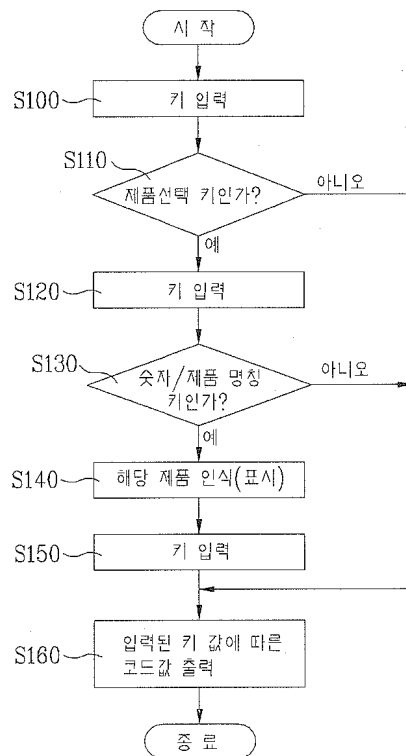 시 작
S100
키 입력
S110
제품선택 키인가?
아니오
예
S120
키 입력
S130
숫자/제품 명칭
키인가?
아니오
예
S140
해당 제품 인식(표시)
S150
키 입력
S160
입력된 키 값에 따른
코드값 출력
종 료